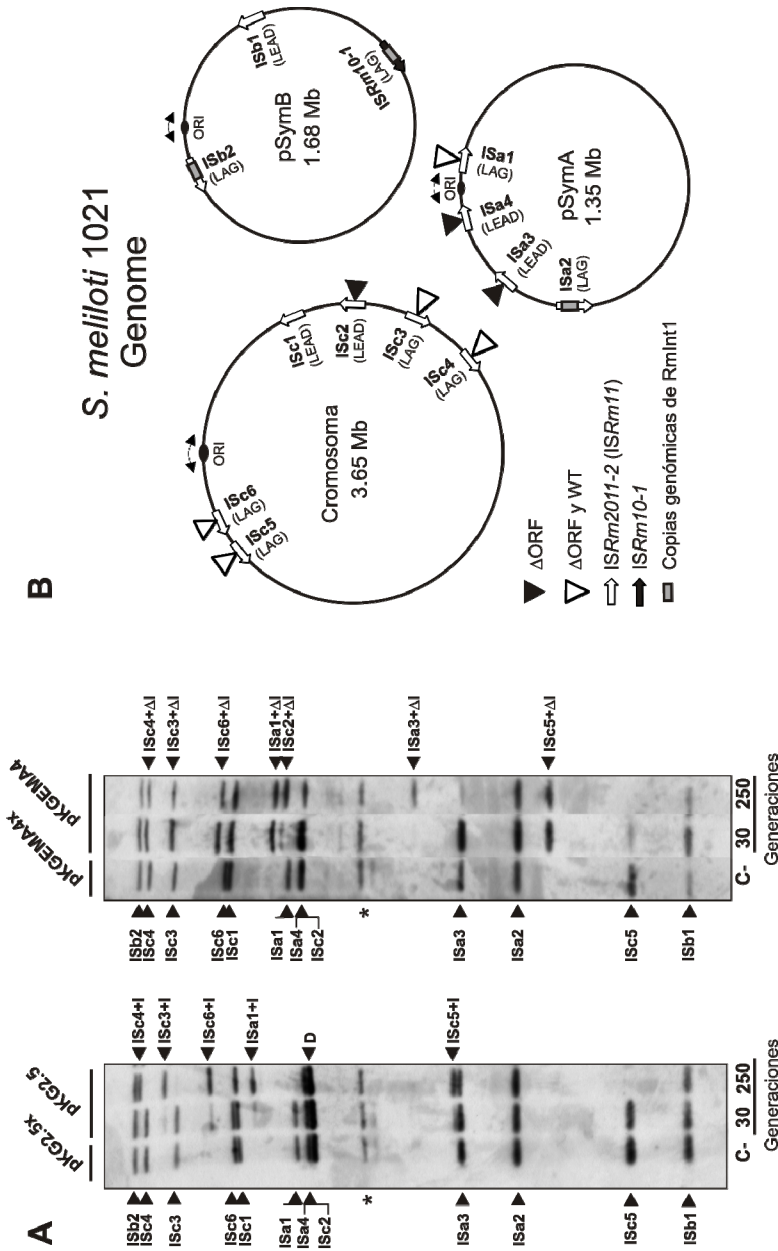 A
pKG2.5x
pKG2.5
ISb2
ISc4
ISc3
ISc6
ISc1
ISa1
ISa4
ISc2
*
ISa3
ISa2
ISc5
ISb1
ISc4+I
ISc3+I
ISc6+I
ISa1+I
D
ISc5+I
C-
30
250
Generaciones
pKGEMA4x
pKGEMA4
ISb2
ISc4
ISc3
ISc6
ISc1
ISa1
ISa4
ISc2
*
ISa3
ISa2
ISc5
ISb1
ISc4+ΔI
ISc3+ΔI
ISc6+ΔI
ISa1+ΔI
ISc2+ΔI
ISa3+ΔI
ISc5+ΔI
C-
30
250
Generaciones
B
S. meliloti 1021
Genome
ORI
ISc6
(LAG)
ISc5
(LAG)
Cromosoma
3.65 Mb
ISc1
(LEAD)
ISc2
(LEAD)
ISc3
(LAG)
ISc4
(LAG)
ORI
ISb2
(LAG)
ISb1
(LEAD)
pSymB
1.68 Mb
ISRm10-1
(LAG)
ORI
ISa1
(LAG)
ISa4
(LEAD)
ISa3
(LEAD)
ISa2
(LAG)
pSymA
1.35 Mb
ΔORF
ΔORF y WT
ISRm2011-2 (ISRm11)
ISRm10-1
Copias genómicas de RmInt1